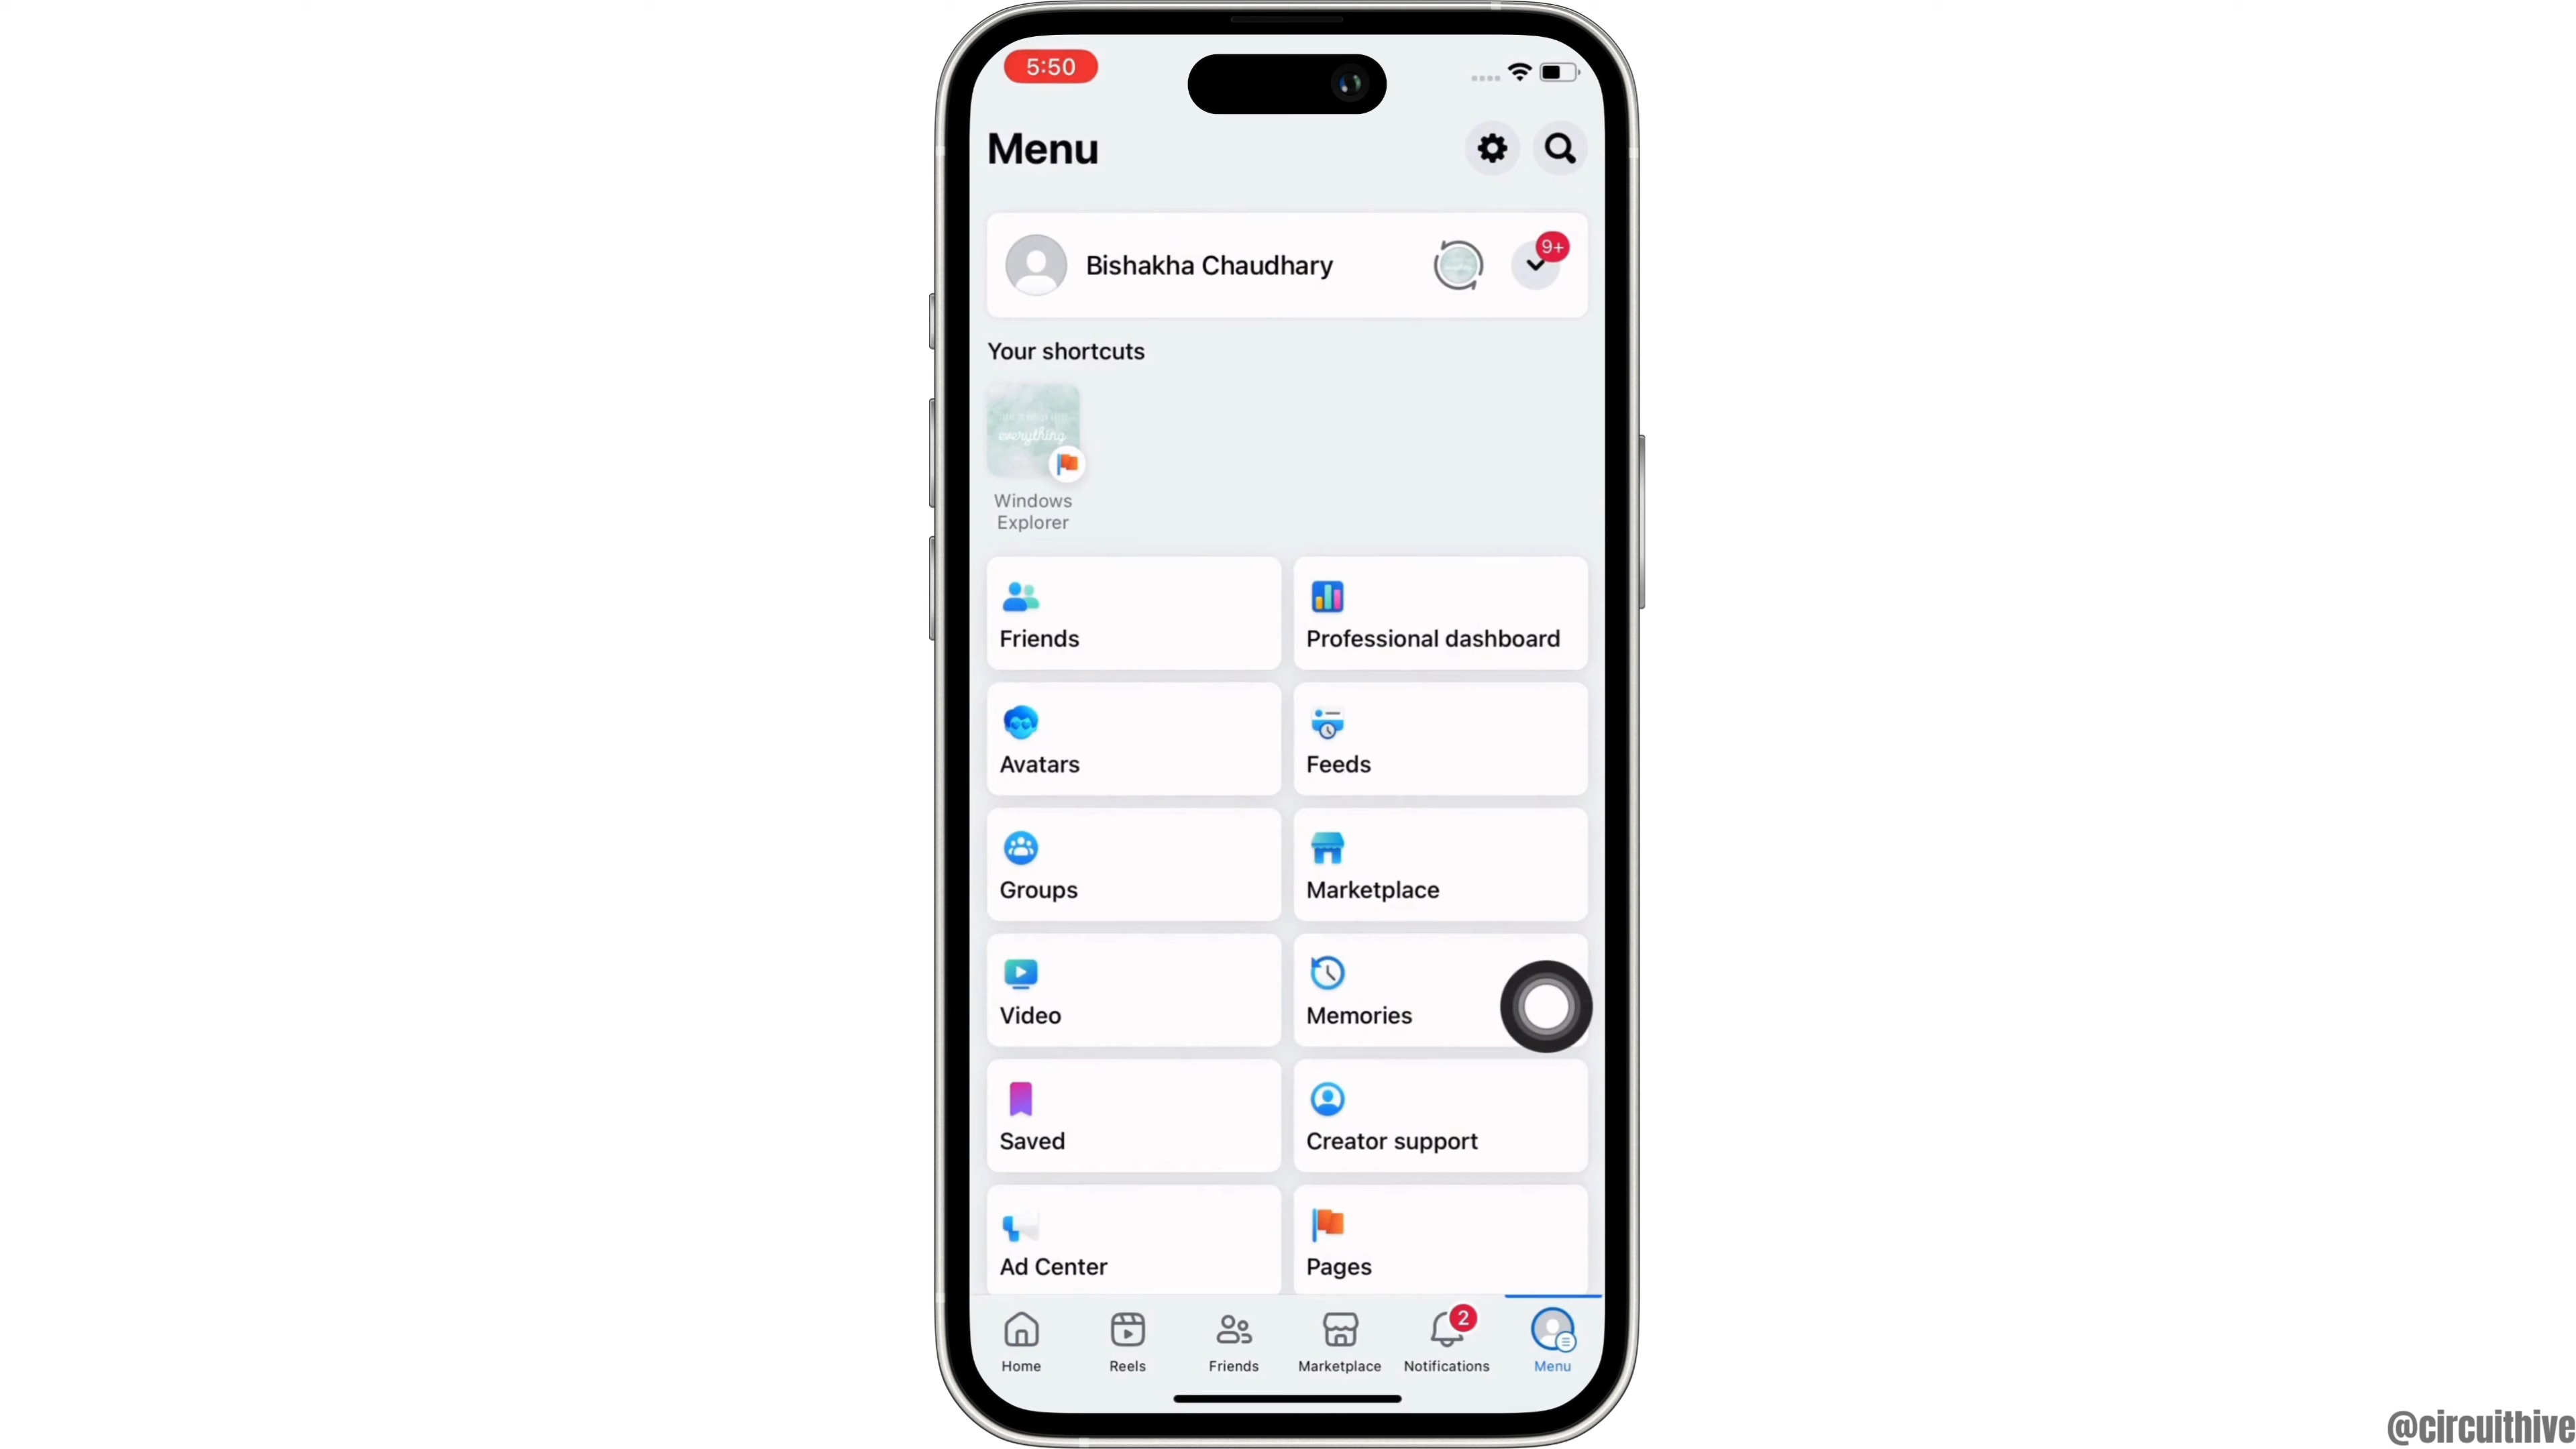 5:50
Menu
Bishakha Chaudhary
9+
Your shortcuts
everything
Windows
Explorer
Friends
Professional dashboard
Avatars
Feeds
Groups
Marketplace
Video
Memories
Saved
Creator support
Ad Center
Pages
2
Home
Reels
Friends
Marketplace
Notifications
Menu
@circuithive